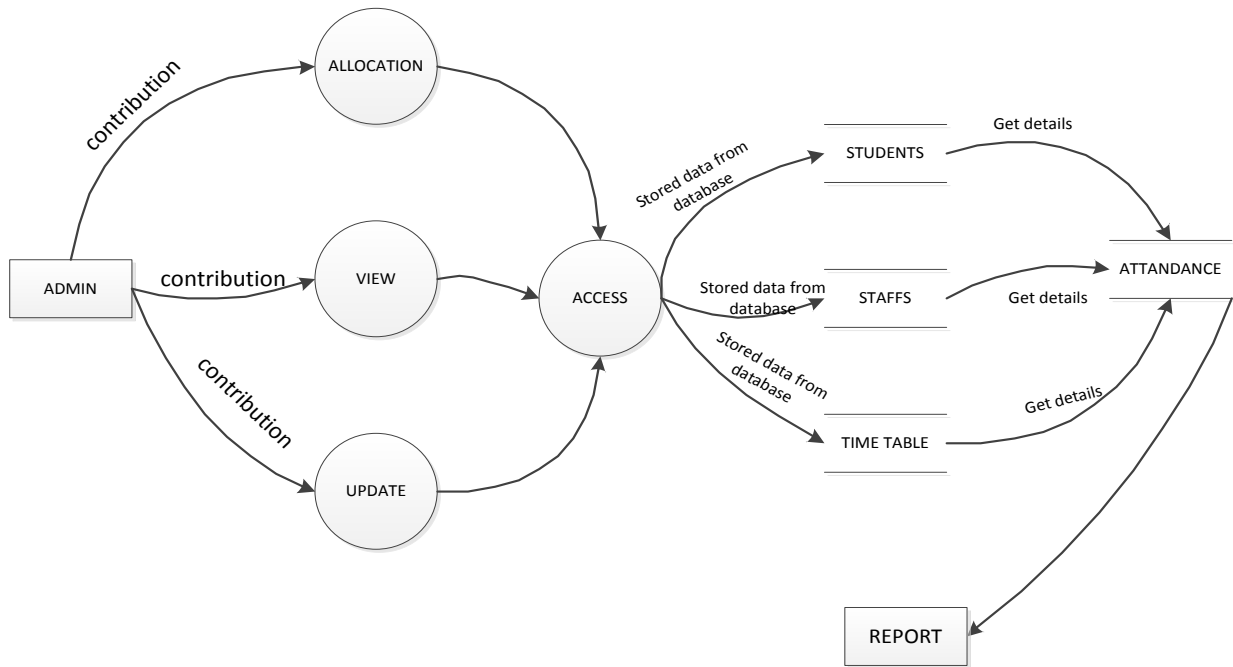 ALLOCATION
contribution
Get details
STUDENTS
Stored data from
database
ADMIN
contribution
VIEW
ACCESS
Stored data from
database
STAFFS
Get details
ATTANDANCE
contribution
Stored data from
database
Get details
TIME TABLE
UPDATE
REPORT